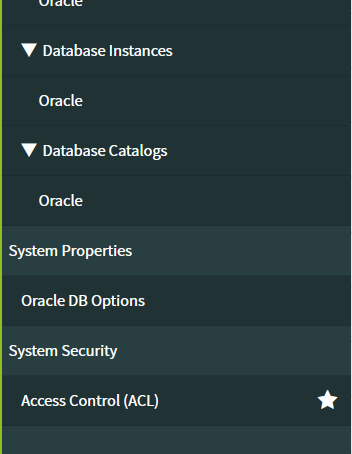 Oracle
Database Instances
Oracle
Database Catalogs
Oracle
System Properties
Oracle DB Options
System Security
Access Control (ACL)